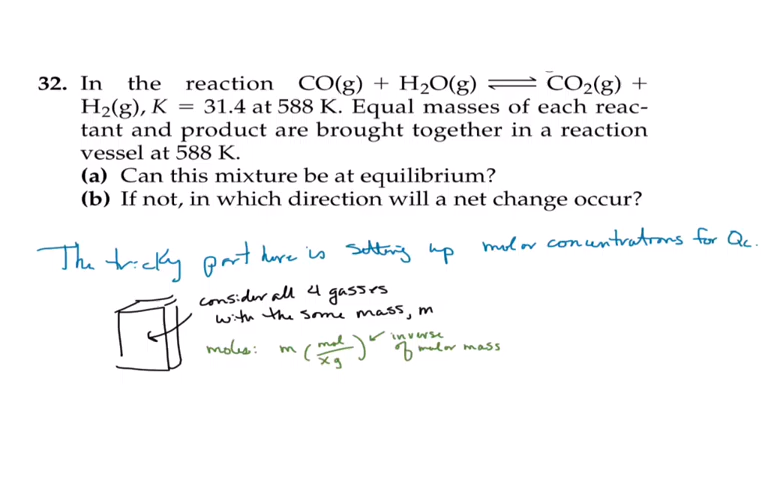 32. In the reaction CO(g) + H₂O(g) ⇌ CO₂(g) +
H₂(g), K = 31.4 at 588 K. Equal masses of each reac-
tant and product are brought together in a reaction
vessel at 588 K.
(a) Can this mixture be at equilibrium?
(b) If not, in which direction will a net change occur?
The tricky part here is setting up molar concentrations for Qc.
consider all 4 gasses
with the same mass, m
moles: m (mol/xg) ← inverse
of molar mass